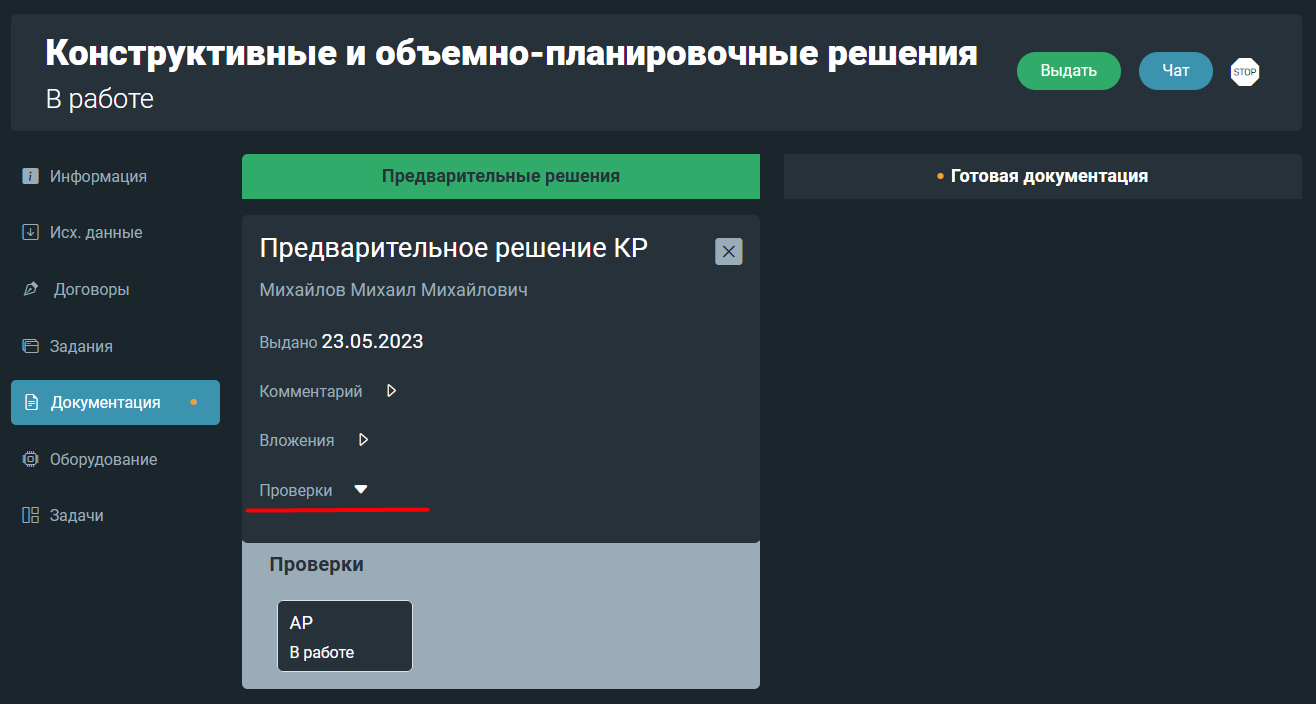 Конструктивные и объемно-планировочные решения
В работе
Выдать
Чат
STOP
Информация
Исх. данные
Договоры
Задания
Документация
Оборудование
Задачи
Предварительные решения
Предварительное решение КР
Михайлов Михаил Михайлович
Выдано 23.05.2023
Комментарий
Вложения
Проверки
Проверки
АР
В работе
Готовая документация